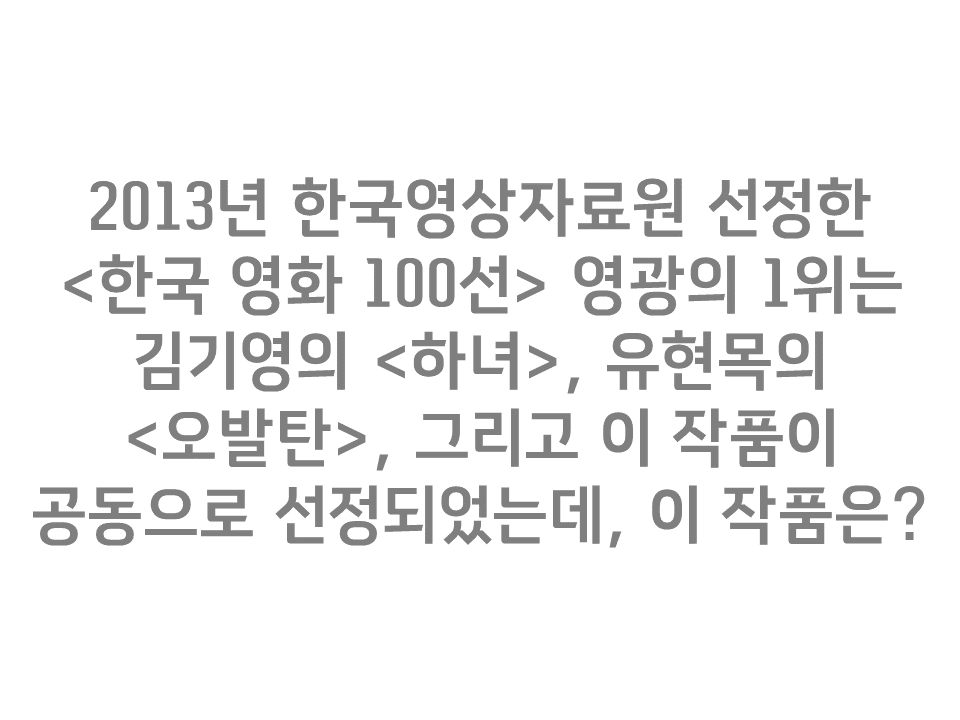 2013년 한국영상자료원 선정한
<한국 영화 100선> 영광의 1위는
김기영의 <하녀>, 유현목의
<오발탄>, 그리고 이 작품이
공동으로 선정되었는데, 이 작품은?